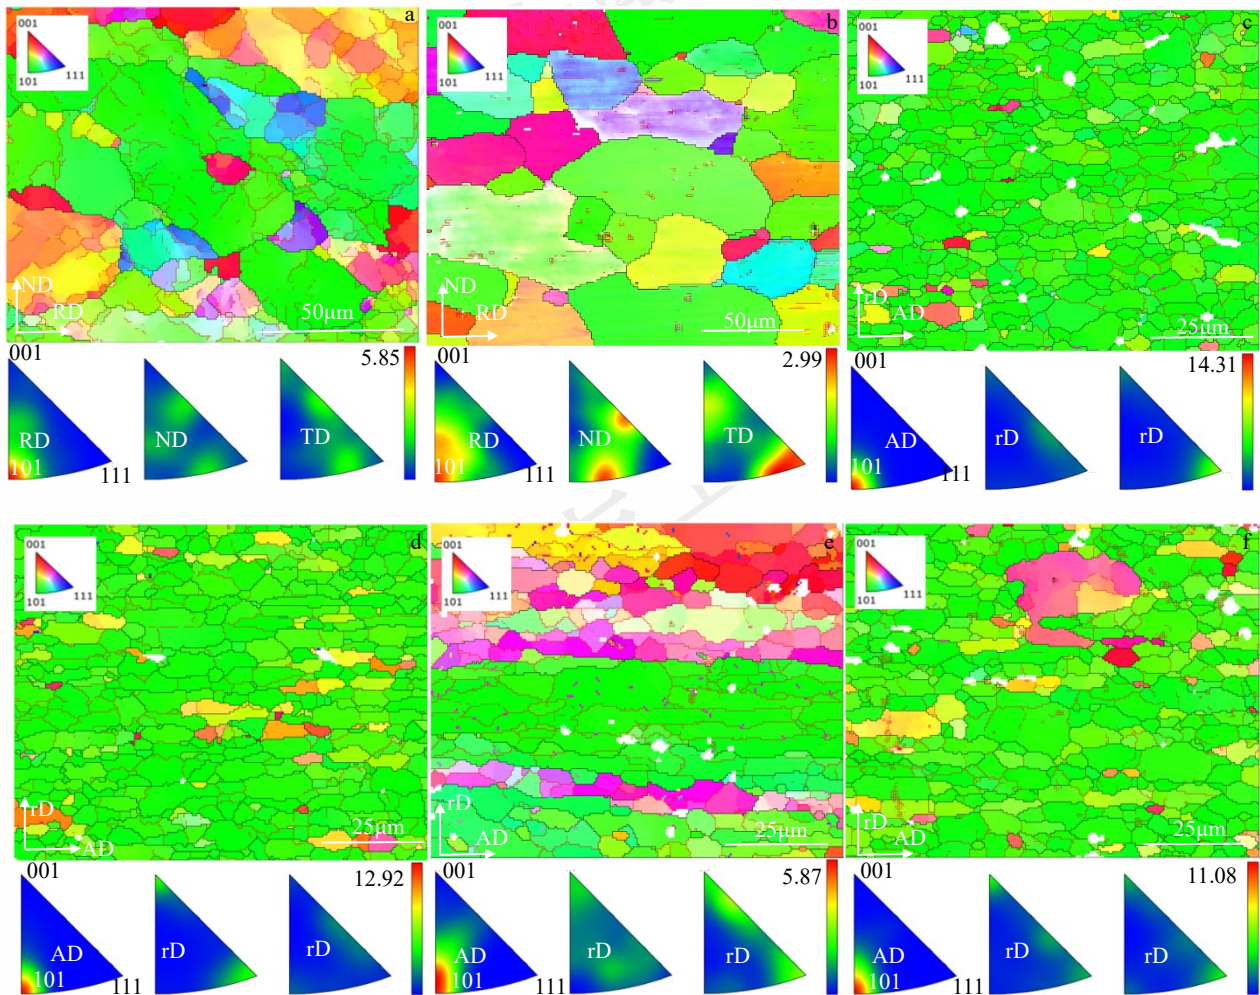 a
001
101
111
ND
RD
50μm
b
001
101
111
ND
RD
50μm
c
001
101
111
rD
AD
25μm
001
5.85
RD
ND
TD
101
111
001
2.99
RD
ND
TD
101
111
001
14.31
AD
rD
rD
101
111
d
001
101
111
rD
AD
25μm
e
001
101
111
rD
AD
25μm
f
001
101
111
rD
AD
25μm
001
12.92
AD
rD
rD
101
111
001
5.87
AD
rD
rD
101
111
001
11.08
AD
rD
rD
101
111